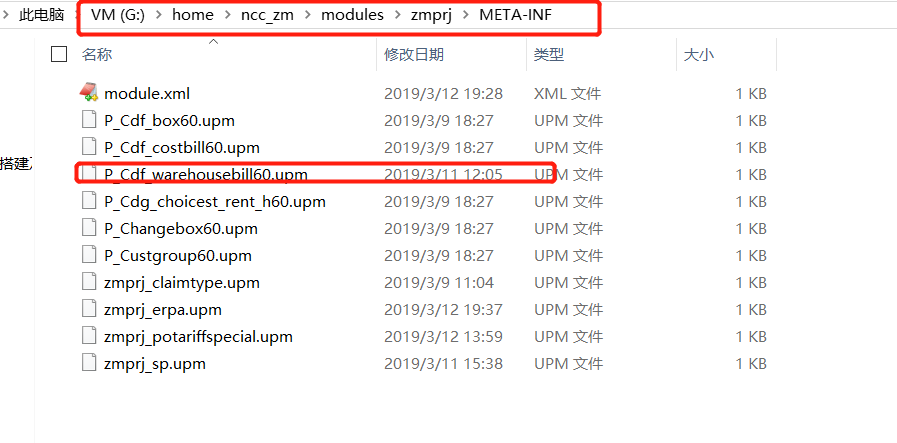 此电脑 VM (G:) home ncc_zm modules zmprj META-INF
名称 修改日期 类型 大小
module.xml 2019/3/12 19:28 XML 文件 1 KB
P_Cdf_box60.upm 2019/3/9 18:27 UPM 文件 1 KB
P_Cdf_costbill60.upm 2019/3/9 18:27 UPM 文件 1 KB
搭建
P_Cdf_warehousebill60.upm 2019/3/11 12:05 UPM 文件 1 KB
P_Cdg_choicest_rent_h60.upm 2019/3/9 18:27 UPM 文件 1 KB
P_Changebox60.upm 2019/3/9 18:27 UPM 文件 1 KB
P_Custgroup60.upm 2019/3/9 18:27 UPM 文件 1 KB
zmprj_claimtype.upm 2019/3/9 11:04 UPM 文件 1 KB
zmprj_erpa.upm 2019/3/12 19:37 UPM 文件 1 KB
zmprj_potariffspecial.upm 2019/3/12 13:59 UPM 文件 1 KB
zmprj_sp.upm 2019/3/11 15:38 UPM 文件 1 KB